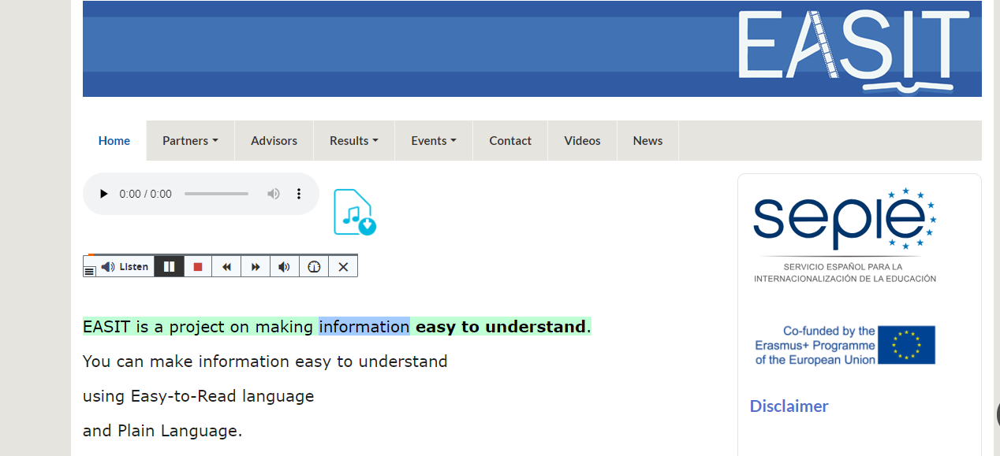 EASIT
Home Partners Advisors Results Events Contact Videos News
0:00 / 0:00
Listen
EASIT is a project on making information easy to understand.
You can make information easy to understand
using Easy-to-Read language
and Plain Language.
sepie
SERVICIO ESPAÑOL PARA LA
INTERNACIONALIZACIÓN DE LA EDUCACIÓN
Co-funded by the
Erasmus+ Programme
of the European Union
Disclaimer